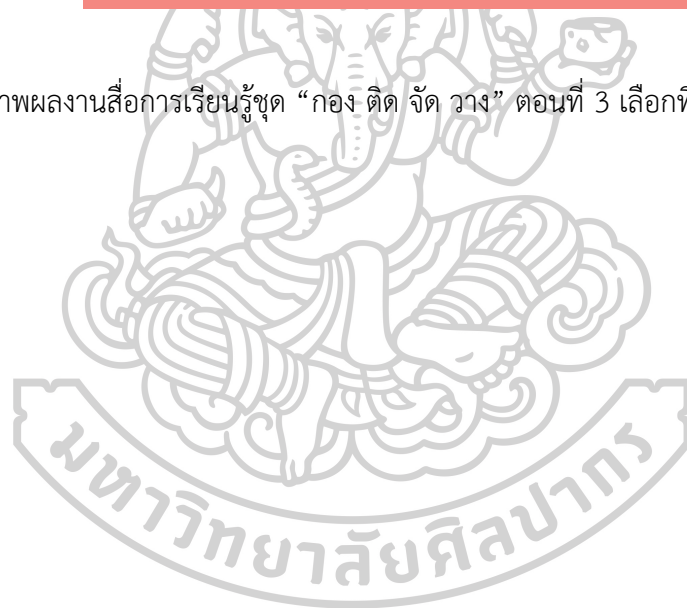 าพผลงานสื่อการเรียนรู้ชุด “กอง ติด จัด วาง” ตอนที่ 3 เลือกที
มหาวิทยาลัยศิลปากร